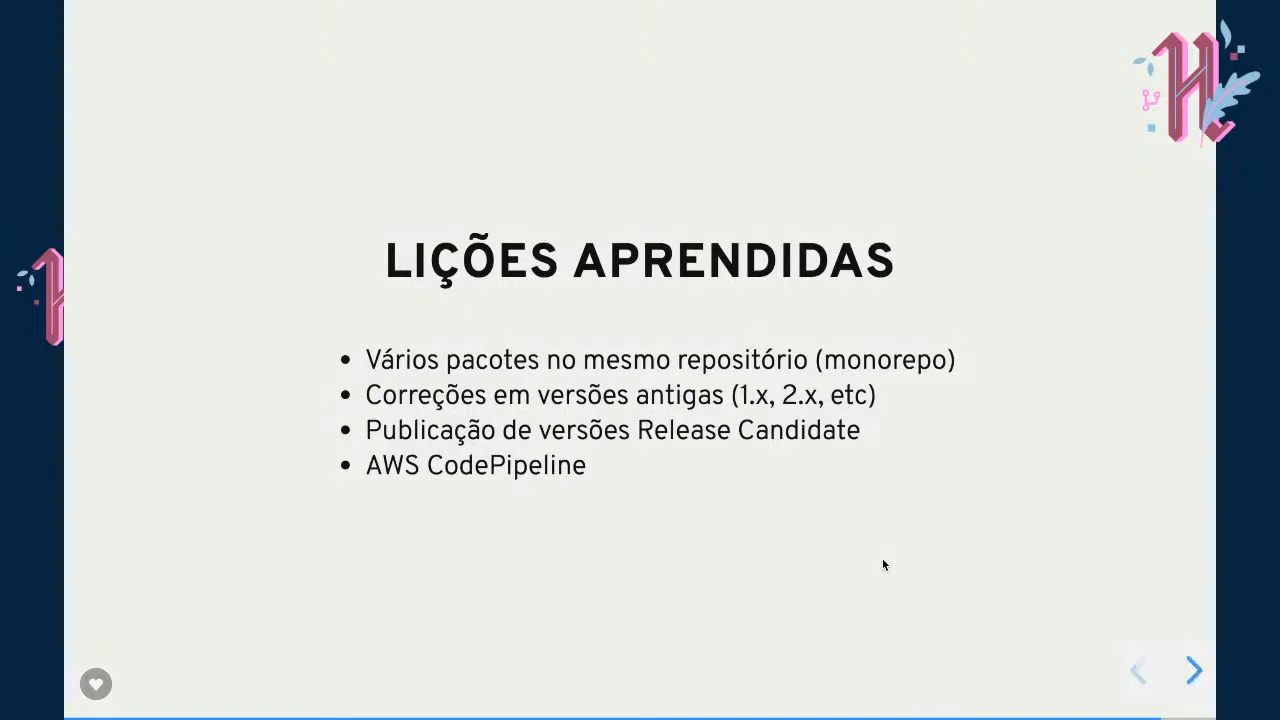 LIÇÕES APRENDIDAS
• Vários pacotes no mesmo repositório (monorepo)
• Correções em versões antigas (1.x, 2.x, etc)
• Publicação de versões Release Candidate
• AWS CodePipeline